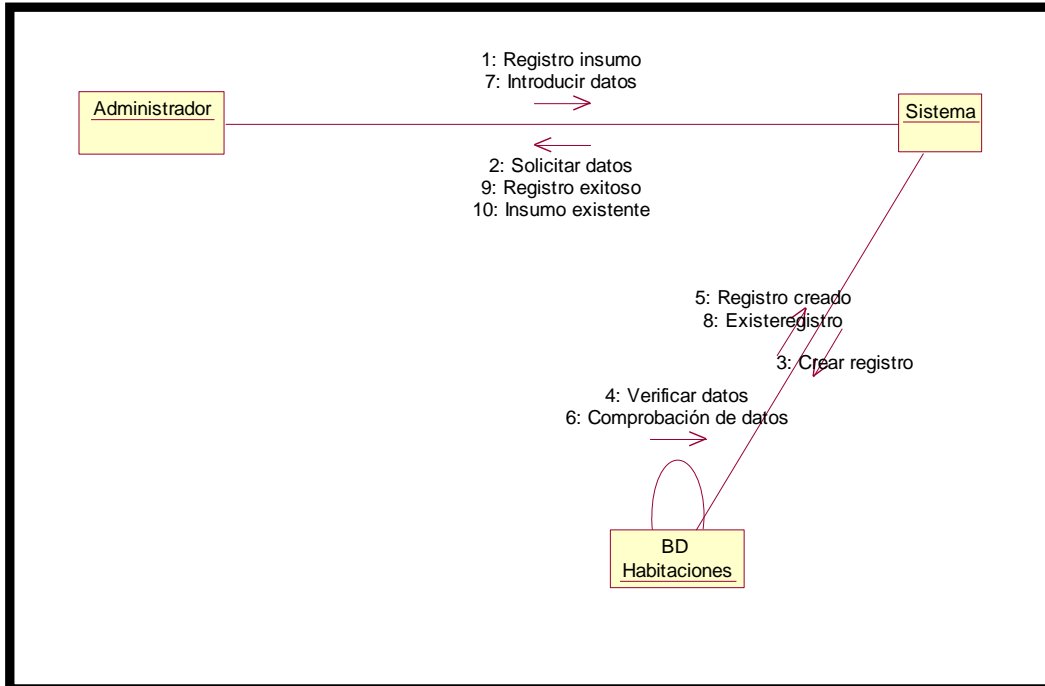 1: Registro insumo
7: Introducir datos
Administrador
Sistema
2: Solicitar datos
9: Registro exitoso
10: Insumo existente
5: Registro creado
8: Existeregistro
3: Crear registro
4: Verificar datos
6: Comprobación de datos
BD
Habitaciones